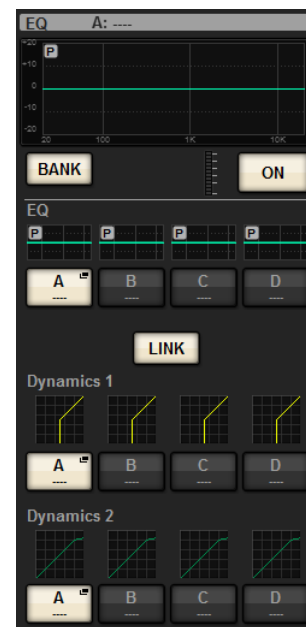 EQ A: ----
+20
P
+10
0
-10
-20
20 100 1K 10K
BANK ON
EQ
P P P P
A B C D
---- ---- ---- ----
LINK
Dynamics 1
A B C D
---- ---- ---- ----
Dynamics 2
A B C D
---- ---- ---- ----